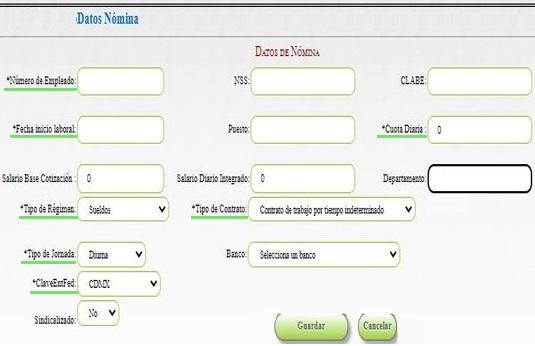 Datos Nómina
DATOS DE NÓMINA
*Número de Empleado: NSS: CLABE:
*Fecha inicio laboral: Puesto: *Cuota Diaria : 0
Salario Base Cotización : 0 Salario Diario Integrado: 0 Departamento:
*Tipo de Régimen: Sueldos *Tipo de Contrato: Contrato de trabajo por tiempo indeterminado
*Tipo de Jornada: Diurna Banco: Selecciona un banco
*ClaveEntFed: CDMX
Sindicalizado: No
Guardar Cancelar